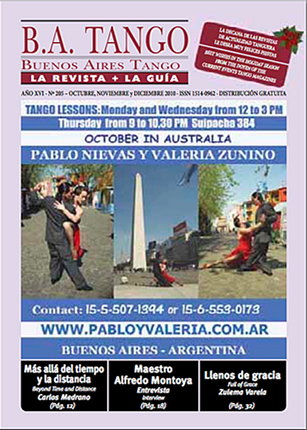 B.A. TANGO
BUENOS AIRES TANGO
LA REVISTA + LA GUÍA
LA DECANA DE LAS REVISTAS
DE ACTUALIDAD TANGUERA
LE DESEA MUY FELICES FIESTAS
BEST WISHES IN THE HOLIDAY SEASON
FROM THE DOYEN OF THE
CURRENT EVENTS TANGO MAGAZINES
AÑO XVI - Nº 205 – OCTUBRE, NOVIEMBRE y DICIEMBRE 2010 - ISSN 1514-0962 - DISTRIBUCIÓN GRATUITA
TANGO LESSONS:Monday and Wednesday from 12 to 3 PM
Thursday from 9 to 10.30 PM Suipacha 384
OCTOBER IN AUSTRALIA
PABLO NIEVAS Y VALERIA ZUNINO
Contact: 15-5-507-1394 or 15-6-553-0173
WWW.PABLOYVALERIA.COM.AR
BUENOS AIRES - ARGENTINA
Más allá del tiempo
y la distancia
Beyond Time and Distance
Carlos Medrano
(Pág. 12)
Maestro
Alfredo Montoya
Entrevista
Interview
(Pág. 18)
Llenos de gracia
Full of Grace
Zulema Varela
(Pág. 32)